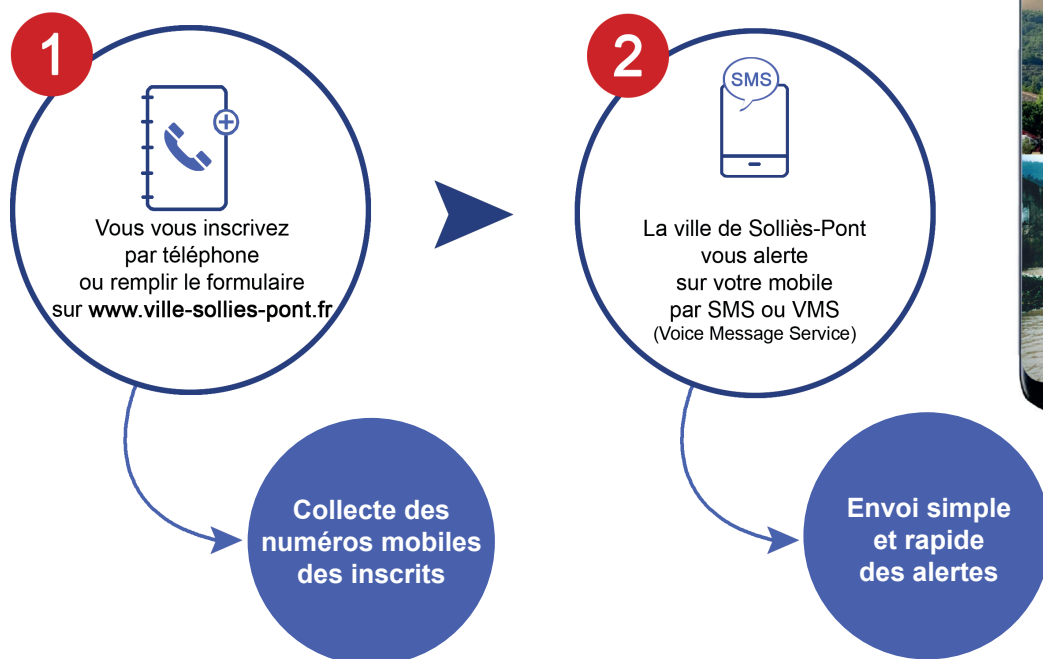 1
Vous vous inscrivez
par téléphone
ou remplir le formulaire
sur www.ville-sollies-pont.fr
Collecte des
numéros mobiles
des inscrits
2
SMS
La ville de Solliès-Pont
vous alerte
sur votre mobile
par SMS ou VMS
(Voice Message Service)
Envoi simple
et rapide
des alertes